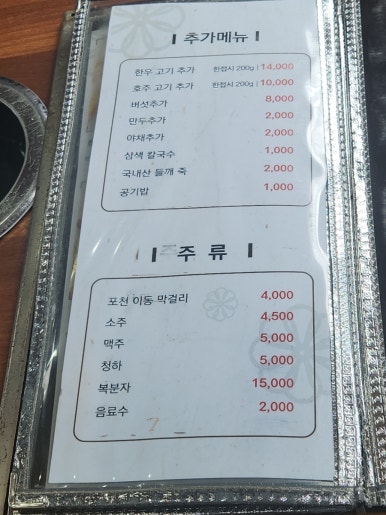 | 추가메뉴 |
한우 고기 추가 한접시 200g | 14,000
호주 고기 추가 한접시 200g | 10,000
버섯추가 8,000
만두추가 2,000
야채추가 2,000
삼색 칼국수 1,000
국내산 들깨 죽 2,000
공기밥 1,000
| 주 류 |
포천 이동 막걸리 4,000
소주 4,500
맥주 5,000
청하 5,000
복분자 15,000
음료수 2,000